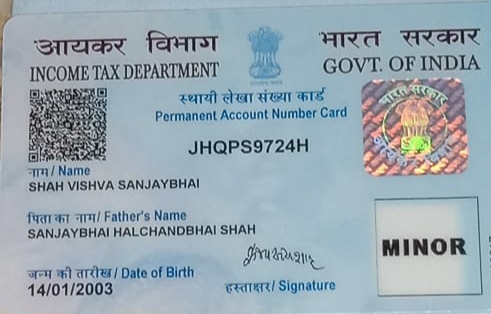 आयकर विभाग
INCOME TAX DEPARTMENT
भारत सरकार
GOVT. OF INDIA
स्थायी लेखा संख्या कार्ड
Permanent Account Number Card
JHQPS9724H
नाम / Name
SHAH VISHVA SANJAYBHAI
पिता का नाम / Father's Name
SANJAYBHAI HALCHANDBHAI SHAH
जन्म की तारीख / Date of Birth
14/01/2003
हस्ताक्षर / Signature
MINOR